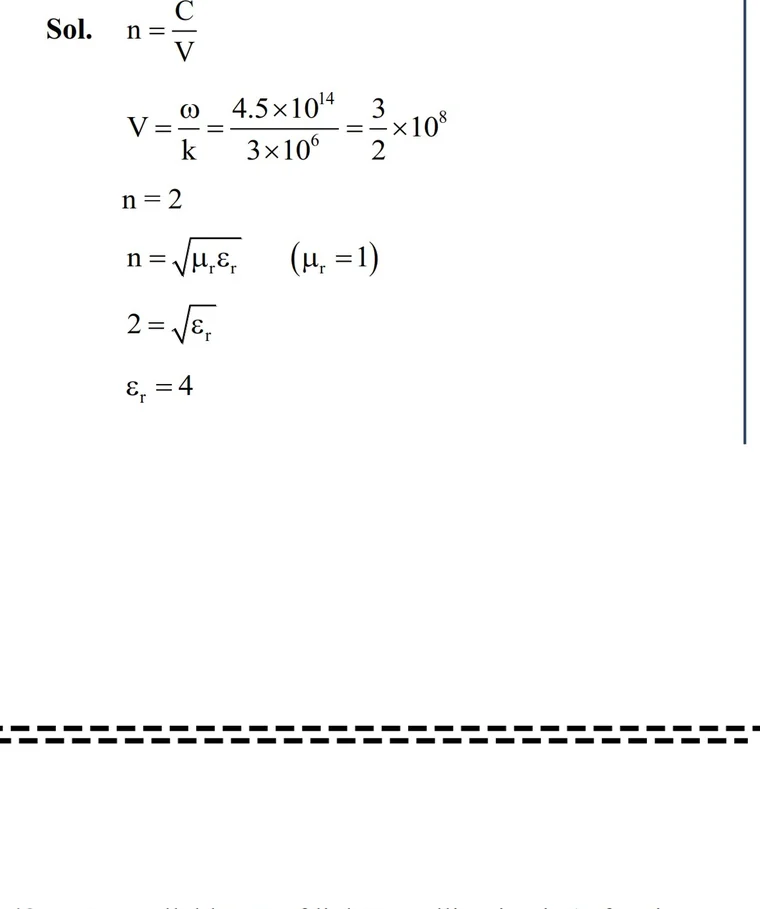 Sol. n = C/V
V = ω/k = 4.5×10¹⁴/3×10⁶ = 3/2 ×10⁸
n = 2
n = √μᵣεᵣ (μᵣ = 1)
2 = √εᵣ
εᵣ = 4